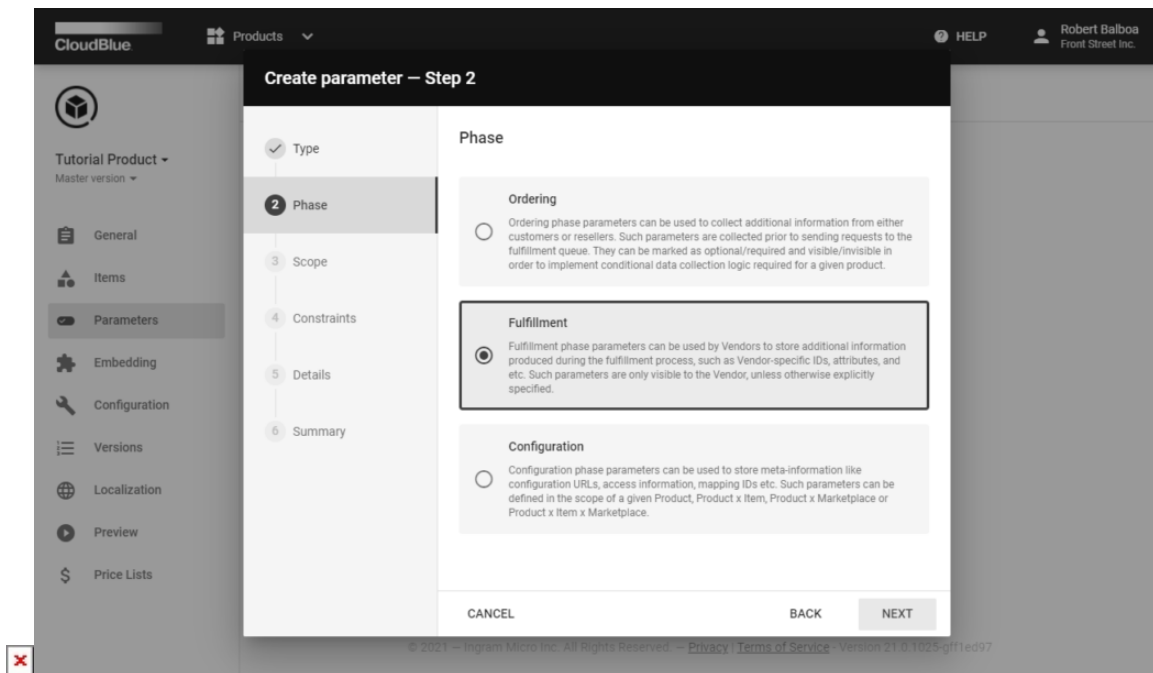 CloudBlue
Products
HELP
Robert Balboa
Front Street Inc.
Create parameter — Step 2
Tutorial Product
Master version
General
Items
Parameters
Embedding
Configuration
Versions
Localization
Preview
$ Price Lists
Type
2 Phase
3 Scope
4 Constraints
5 Details
6 Summary
Phase
Ordering
Ordering phase parameters can be used to collect additional information from either
customers or resellers. Such parameters are collected prior to sending requests to the
fulfillment queue. They can be marked as optional/required and visible/invisible in
order to implement conditional data collection logic required for a given product.
Fulfillment
Fulfillment phase parameters can be used by Vendors to store additional information
produced during the fulfillment process, such as Vendor-specific IDs, attributes, and
etc. Such parameters are only visible to the Vendor, unless otherwise explicitly
specified.
Configuration
Configuration phase parameters can be used to store meta-information like
configuration URLs, access information, mapping IDs etc. Such parameters can be
defined in the scope of a given Product, Product x Item, Product x Marketplace or
Product x Item x Marketplace.
CANCEL
BACK
NEXT
© 2021 — Ingram Micro Inc. All Rights Reserved. — Privacy | Terms of Service · Version 21.0.1025-gff1ed97